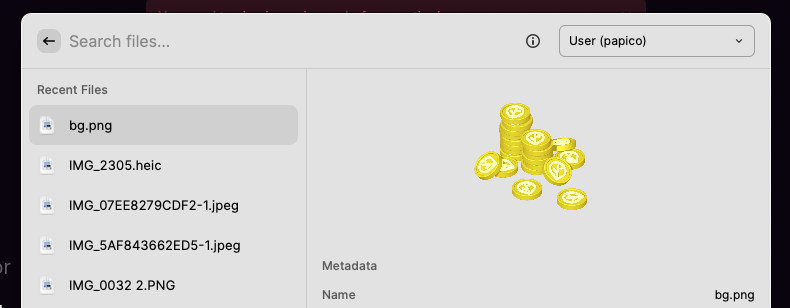 Search files...
User (papico)
Recent Files
bg.png
IMG_2305.heic
IMG_07EE8279CDF2-1.jpeg
IMG_5AF843662ED5-1.jpeg
IMG_0032 2.PNG
Metadata
Name bg.png
or